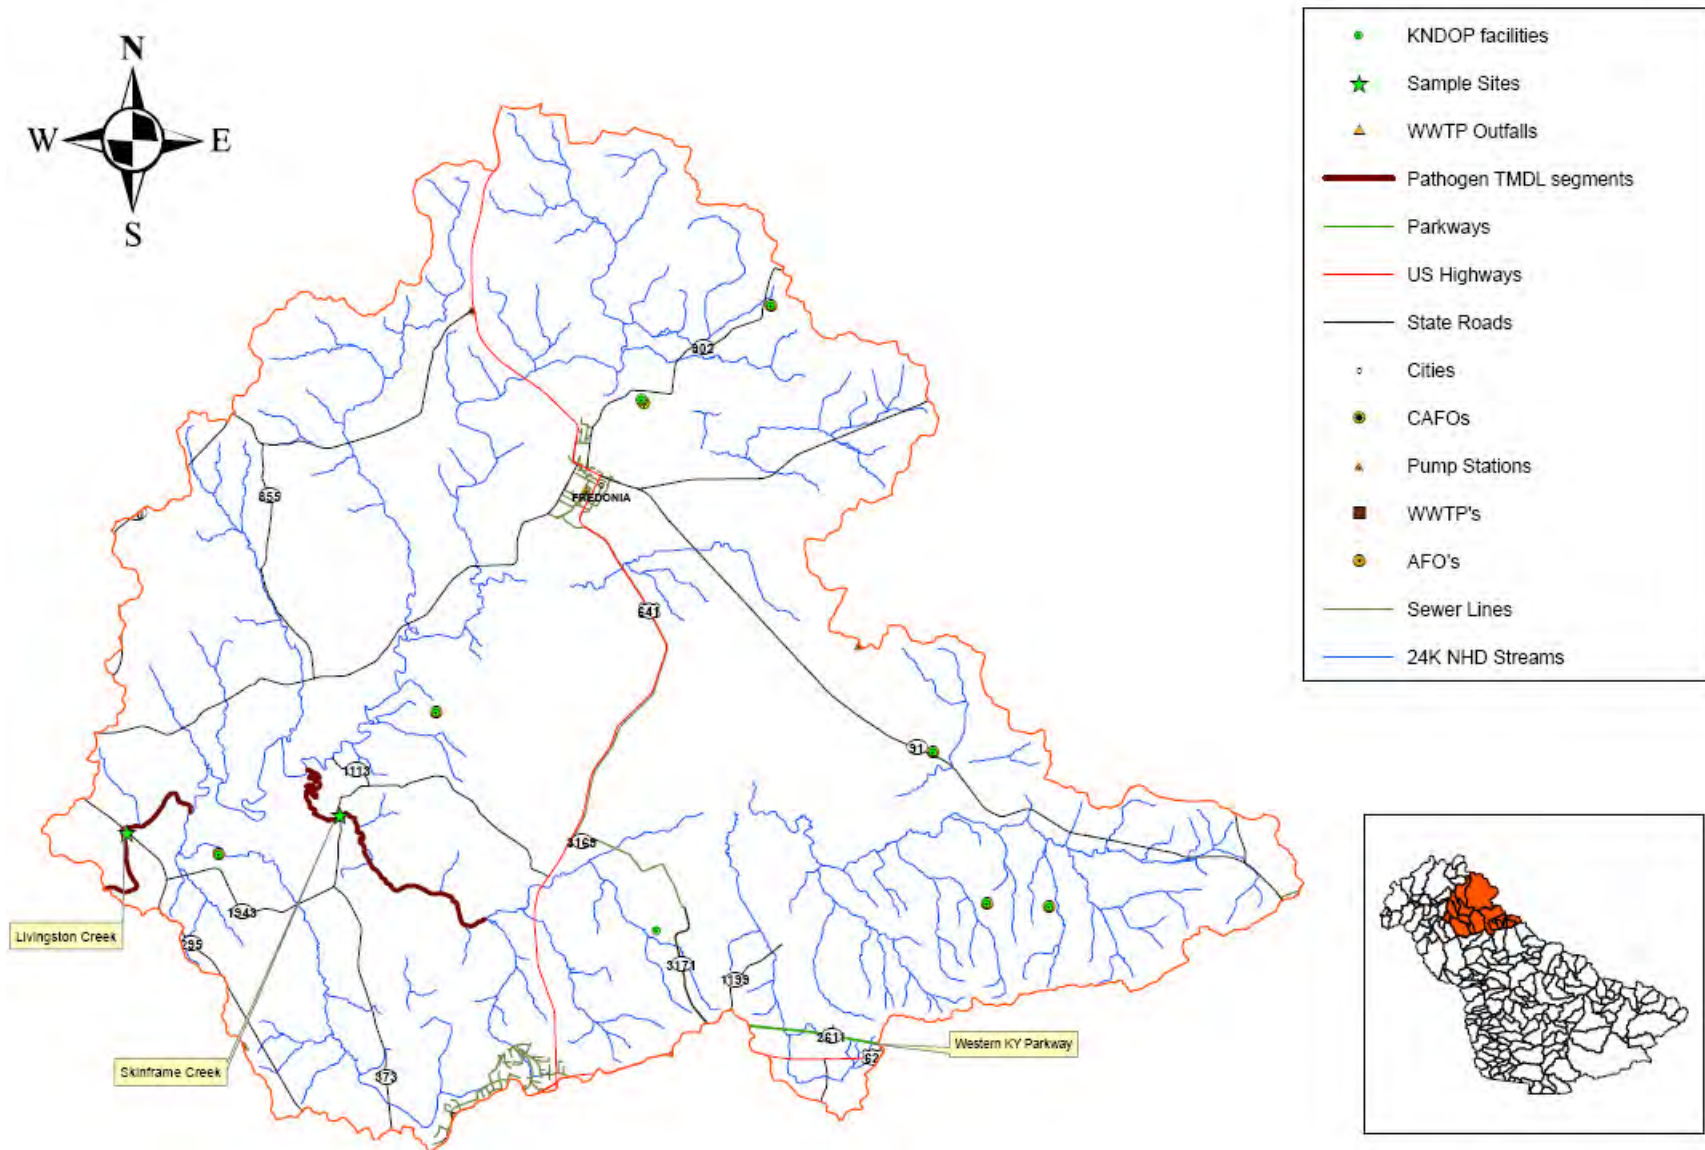 N
W
E
S
KNDOP facilities
Sample Sites
WWTP Outfalls
Pathogen TMDL segments
Parkways
US Highways
State Roads
Cities
CAFOs
Pump Stations
WWTP's
AFO's
Sewer Lines
24K NHD Streams
902
FREDONIA
855
641
91
1113
3169
1943
295
3171
1199
2611
62
373
Livingston Creek
Skinframe Creek
Western KY Parkway